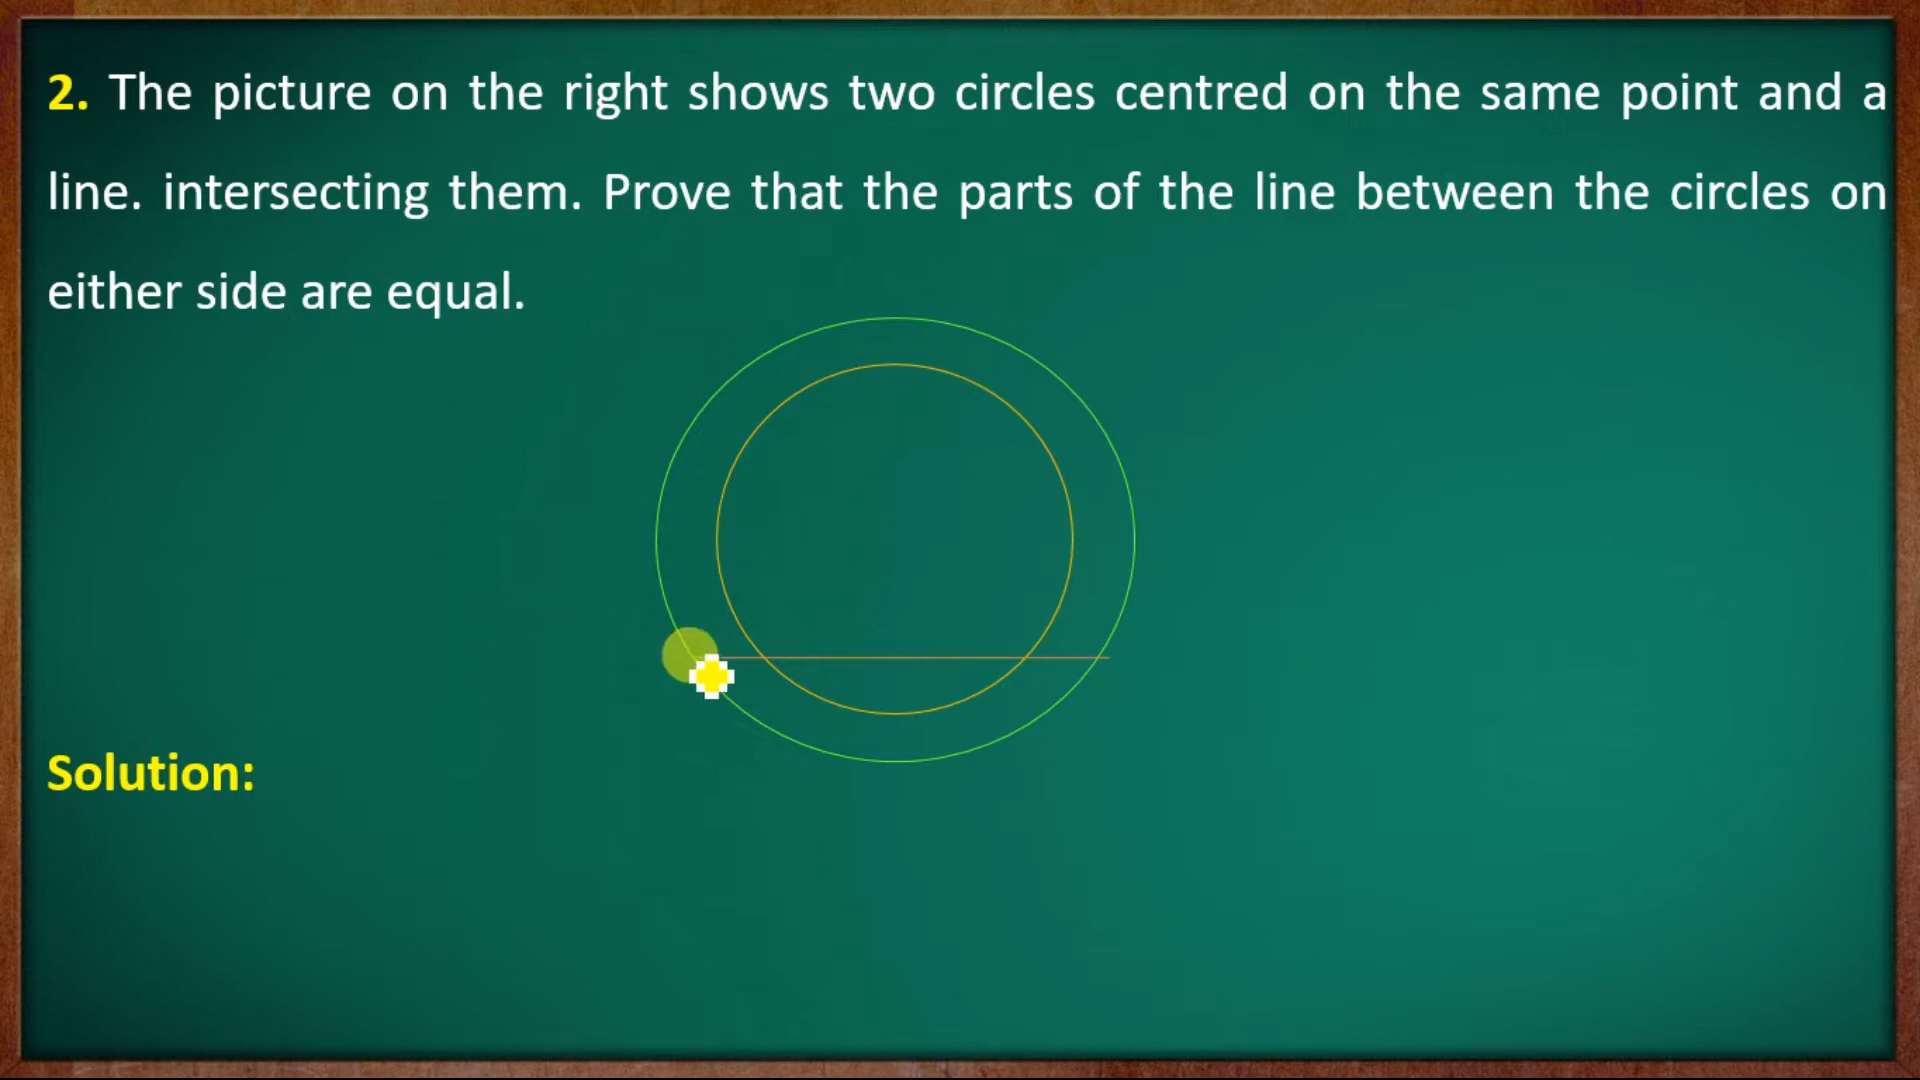 2. The picture on the right shows two circles centred on the same point and a
line. intersecting them. Prove that the parts of the line between the circles on
either side are equal.
Solution: